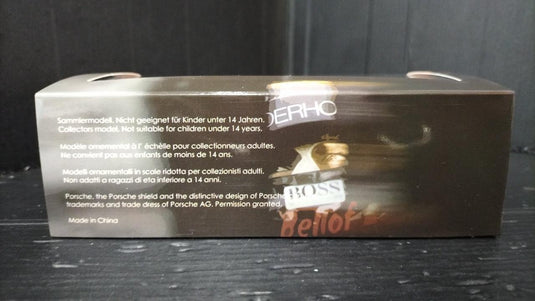 Sammlermodell. Nicht geeignet für Kinder unter 14 Jahren.
Collectors model. Not suitable for children under 14 years.
Modèle ornemental à l' échelle pour collectionneurs adultes.
Ne convient pas aux enfants de moins de 14 ans.
Modelli ornamentali in scala ridotta per collezionisti adulti.
Non adatti a ragazzi di eta inferiore a 14 anni.
Porsche, the Porsche shield and the distinctive design of Porsche
trademarks and trade dress of Porsche AG. Permission granted.
Made in China
DERHO
BOSS
Bellof